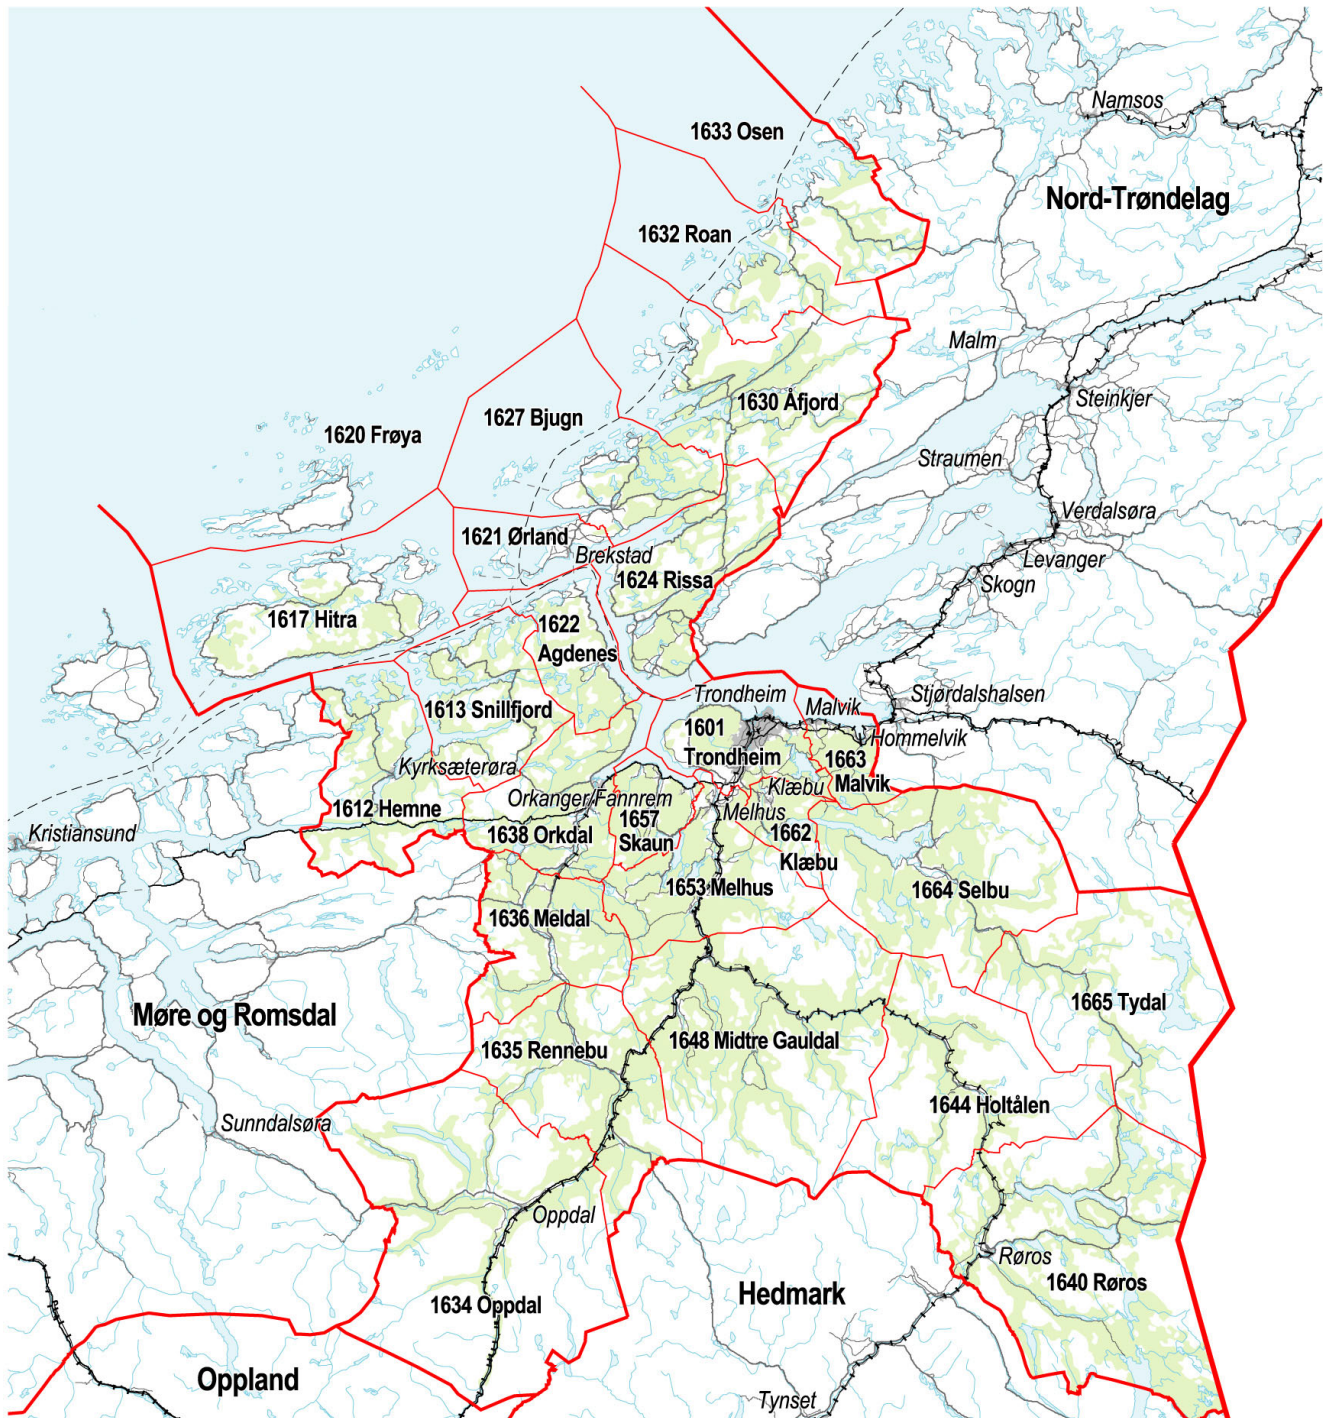 Namsos
1633 Osen
Nord-Trøndelag
1632 Roan
Malm
Steinkjer
1630 Åfjord
1627 Bjugn
1620 Frøya
Straumen
Verdalsøra
1621 Ørland
Brekstad
Levanger
1624 Rissa
Skogn
1617 Hitra
1622
Agdenes
Trondheim
Stjørdalshalsen
1613 Snillfjord
Malvik
1601
Trondheim
Hommelvik
1663
Malvik
Kyrksæterøra
Klæbu
Orkanger/Fannrem
1612 Hemne
Melhus
Kristiansund
1638 Orkdal
1657
Skaun
1662
Klæbu
1653 Melhus
1664 Selbu
1636 Meldal
1665 Tydal
Møre og Romsdal
1648 Midtre Gauldal
1635 Rennebu
1644 Holtålen
Sunndalsøra
Oppdal
Røros
1640 Røros
Hedmark
1634 Oppdal
Oppland
Tynset